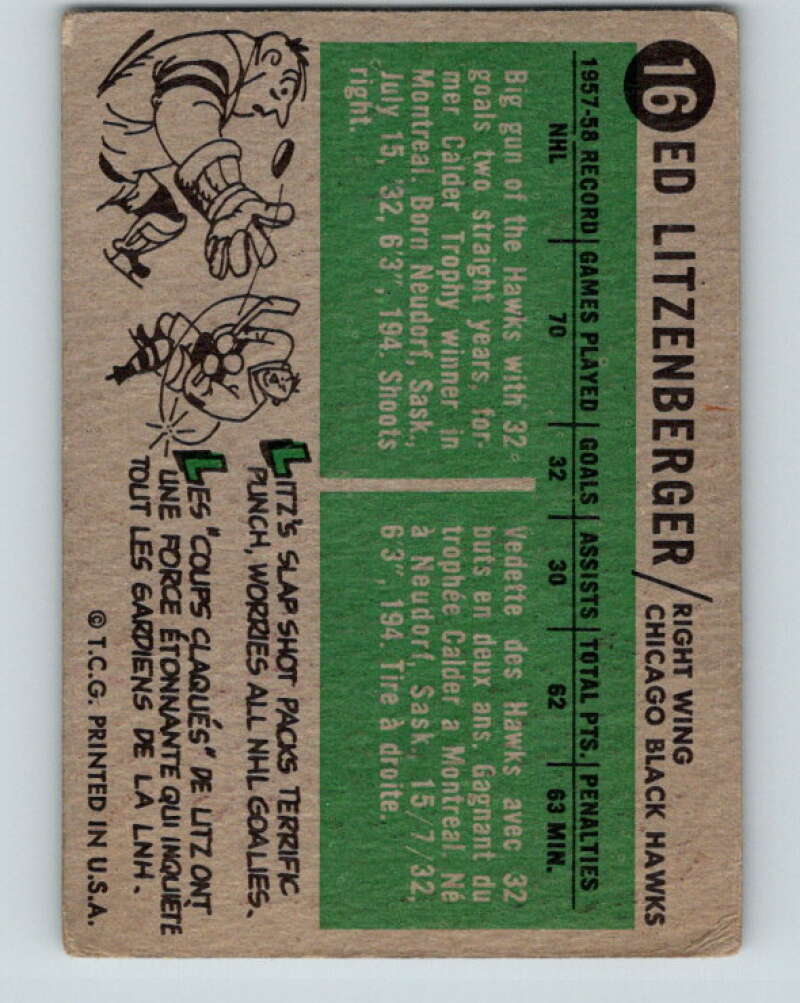 16 ED LITZENBERGER / RIGHT WING
CHICAGO BLACK HAWKS
1957-58 RECORD | GAMES PLAYED | GOALS | ASSISTS | TOTAL PTS. | PENALTIES
NHL 70 32 30 62 63 MIN.
Big gun of the Hawks with 32
goals two straight years, for-
mer Calder Trophy winner in
Montreal. Born Neudorf, Sask.,
July 15, '32, 6'3", 194. Shoots
right.
Vedette des Hawks avec 32
buts en deux ans. Gagnant du
trophée Calder a Montreal. Né
à Neudorf, Sask., 15/7/32,
6'3", 194. Tire à droite.
LITZ'S SLAP SHOT PACKS TERRIFIC
PUNCH, WORRIES ALL NHL GOALIES.
LES "COUPS CLAQUÉS" DE LITZ ONT
UNE FORCE ÉTONNANTE QUI INQUIÈTE
TOUT LES GARDIENS DE LA LNH.
© T.C.G. PRINTED IN U.S.A.